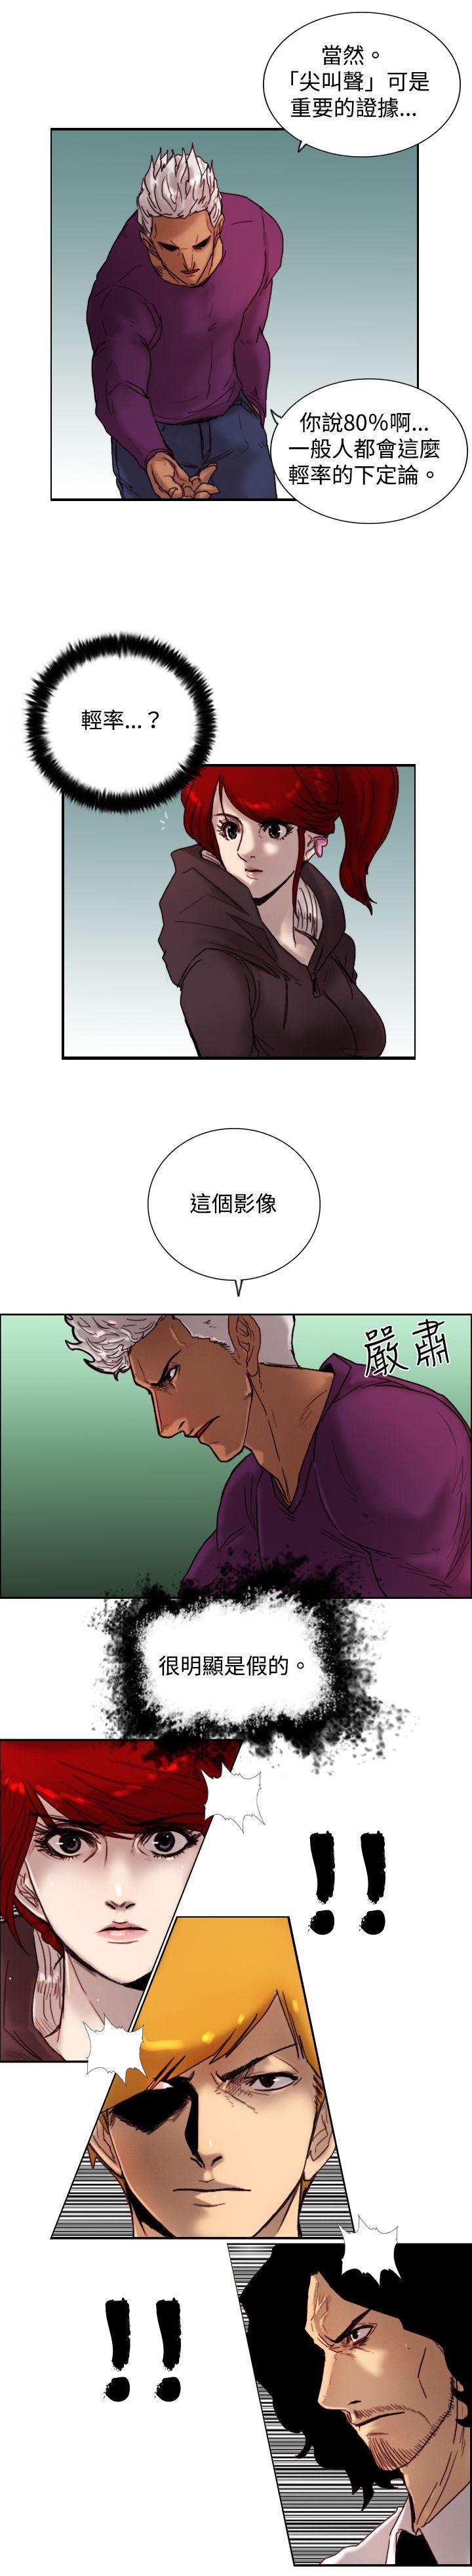 當然。
「尖叫聲」可是
重要的證據...
你說80%啊...
一般人都會這麼
輕率的下定論。
輕率...？
這個影像
嚴肅
很明顯是假的。
!!
!!